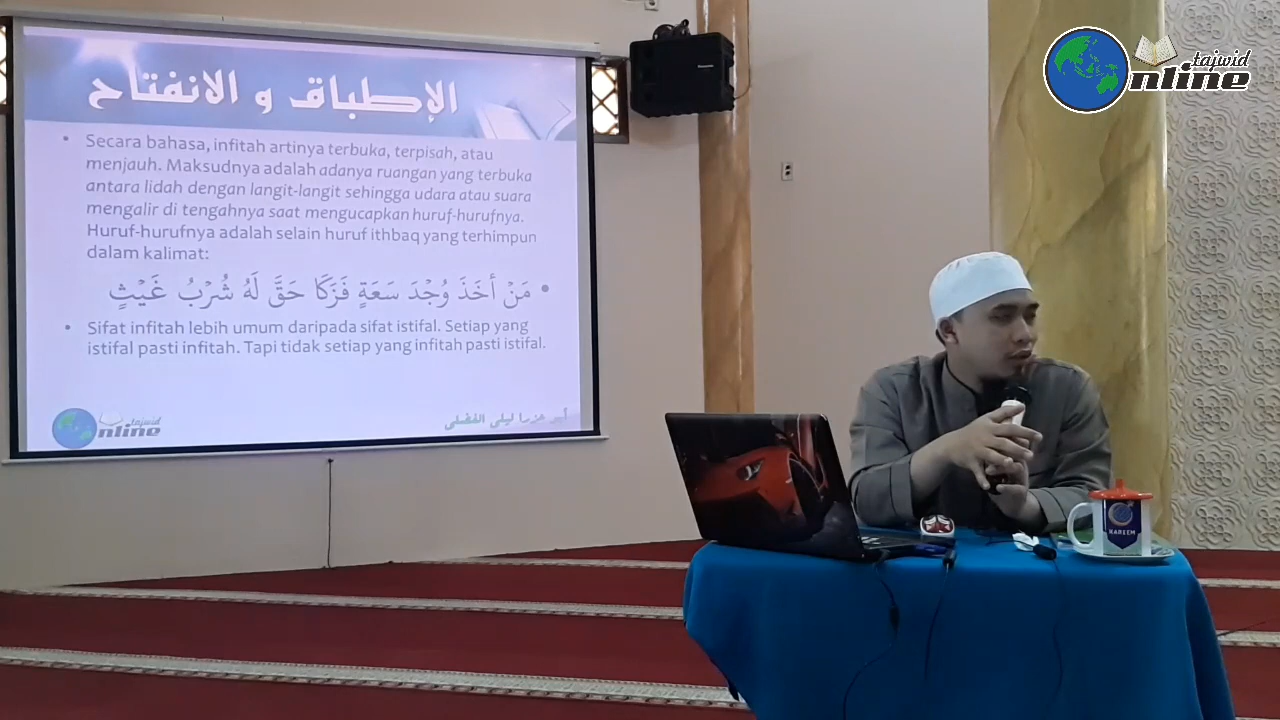 tajwid
Online
الإطباق و الانفتاح
• Secara bahasa, infitah artinya terbuka, terpisah, atau
menjauh. Maksudnya adalah adanya ruangan yang terbuka
antara lidah dengan langit-langit sehingga udara atau suara
mengalir di tengahnya saat mengucapkan huruf-hurufnya.
Huruf-hurufnya adalah selain huruf ithbaq yang terhimpun
dalam kalimat:
• مَنْ أَخَذَ وُجْدَ سَعَةٍ فَزَكَا حَقَّ لَهُ شُرْبُ غَيْثٍ
• Sifat infitah lebih umum daripada sifat istifal. Setiap yang
istifal pasti infitah. Tapi tidak setiap yang infitah pasti istifal.
tajwid
Online
KAREEM